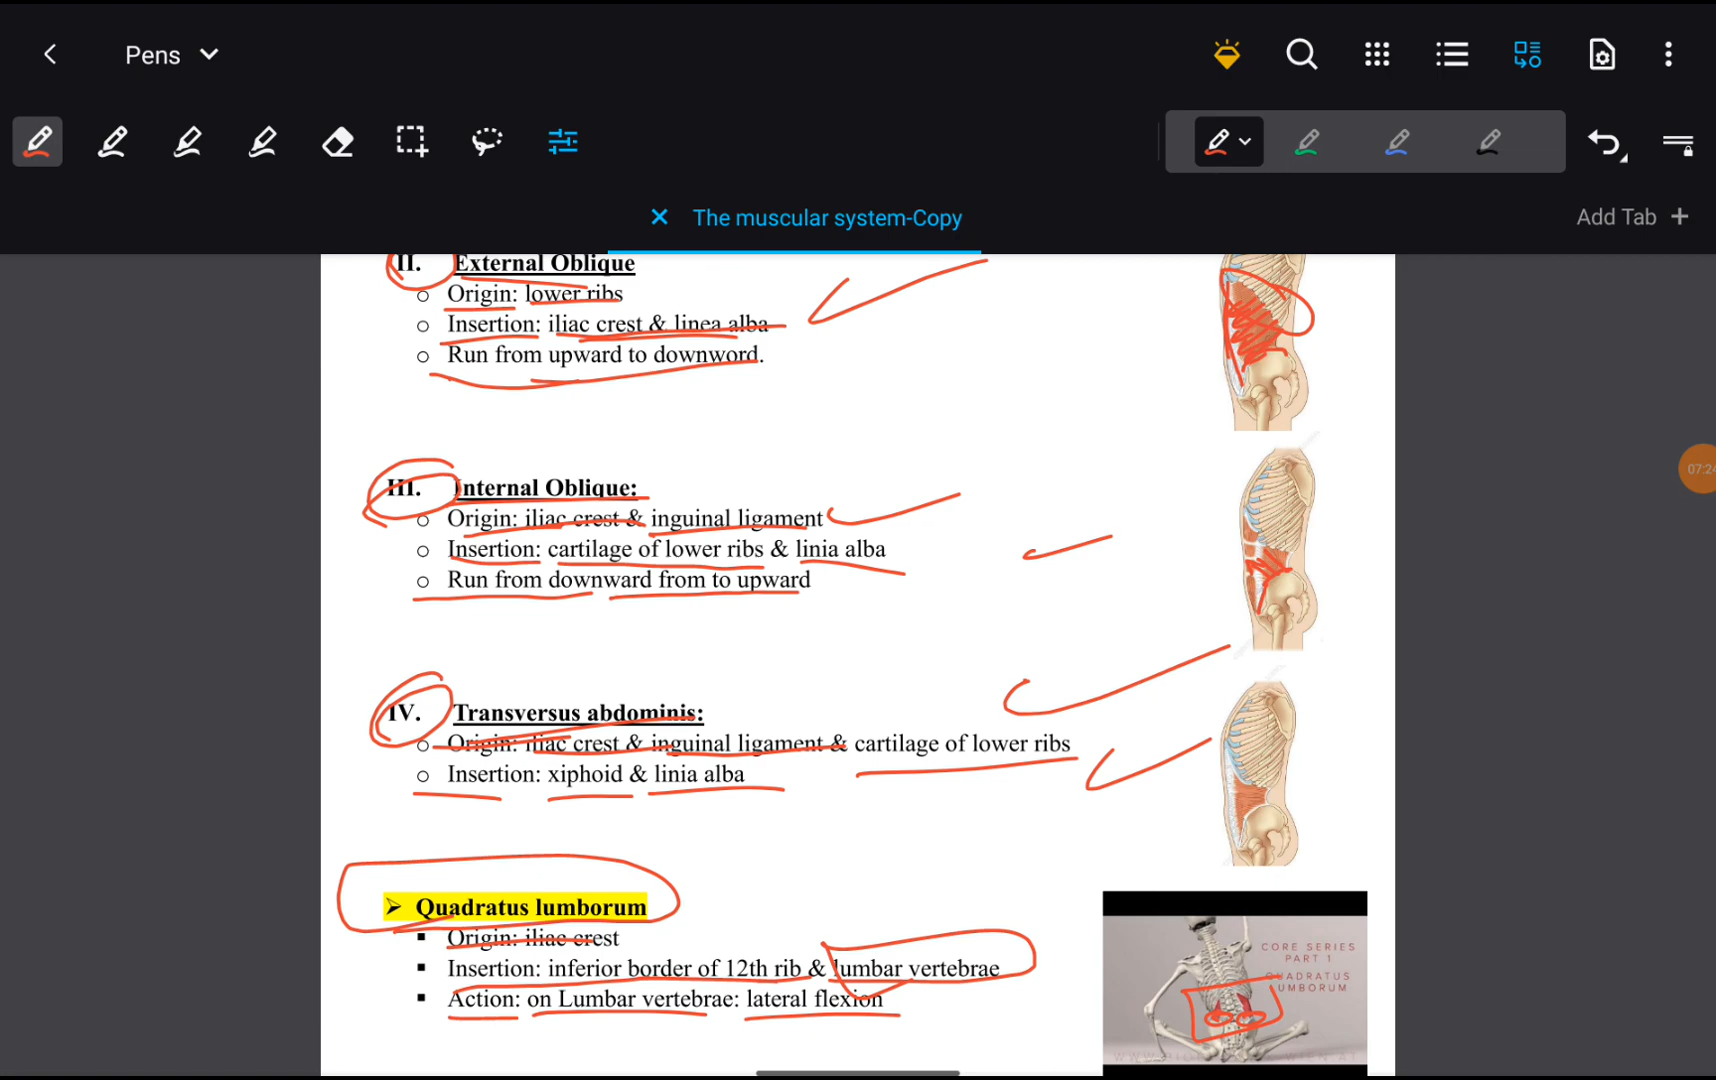 Pens
The muscular system-Copy
Add Tab +
II. External Oblique
o Origin: lower ribs
o Insertion: iliac crest & linea alba
o Run from upward to downword.
07:24
III. Internal Oblique:
o Origin: iliac crest & inguinal ligament
o Insertion: cartilage of lower ribs & linia alba
o Run from downward from to upward
IV. Transversus abdominis:
o Origin: iliac crest & inguinal ligament & cartilage of lower ribs
o Insertion: xiphoid & linia alba
➢ Quadratus lumborum
▪ Origin: iliac crest
▪ Insertion: inferior border of 12th rib & lumbar vertebrae
▪ Action: on Lumbar vertebrae: lateral flexion
CORE SERIES
PART 1
QUADRATUS
UMBORUM